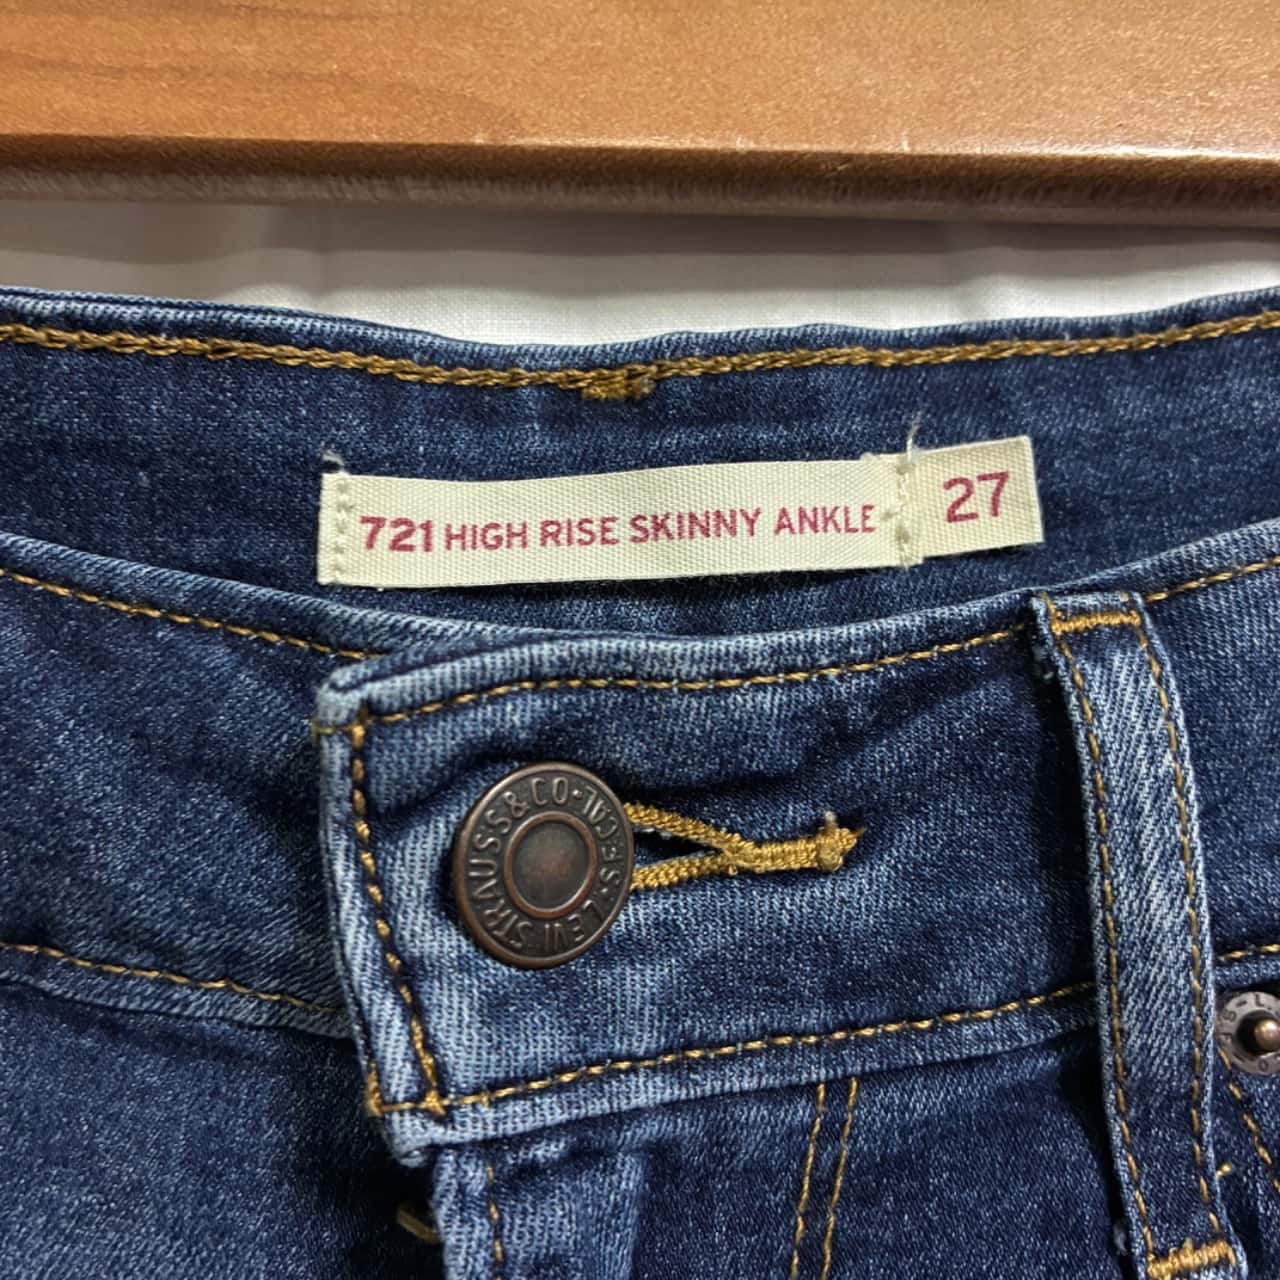 721 HIGH RISE SKINNY ANKLE 27
LEVI STRAUSS & CO. S.F. CAL.